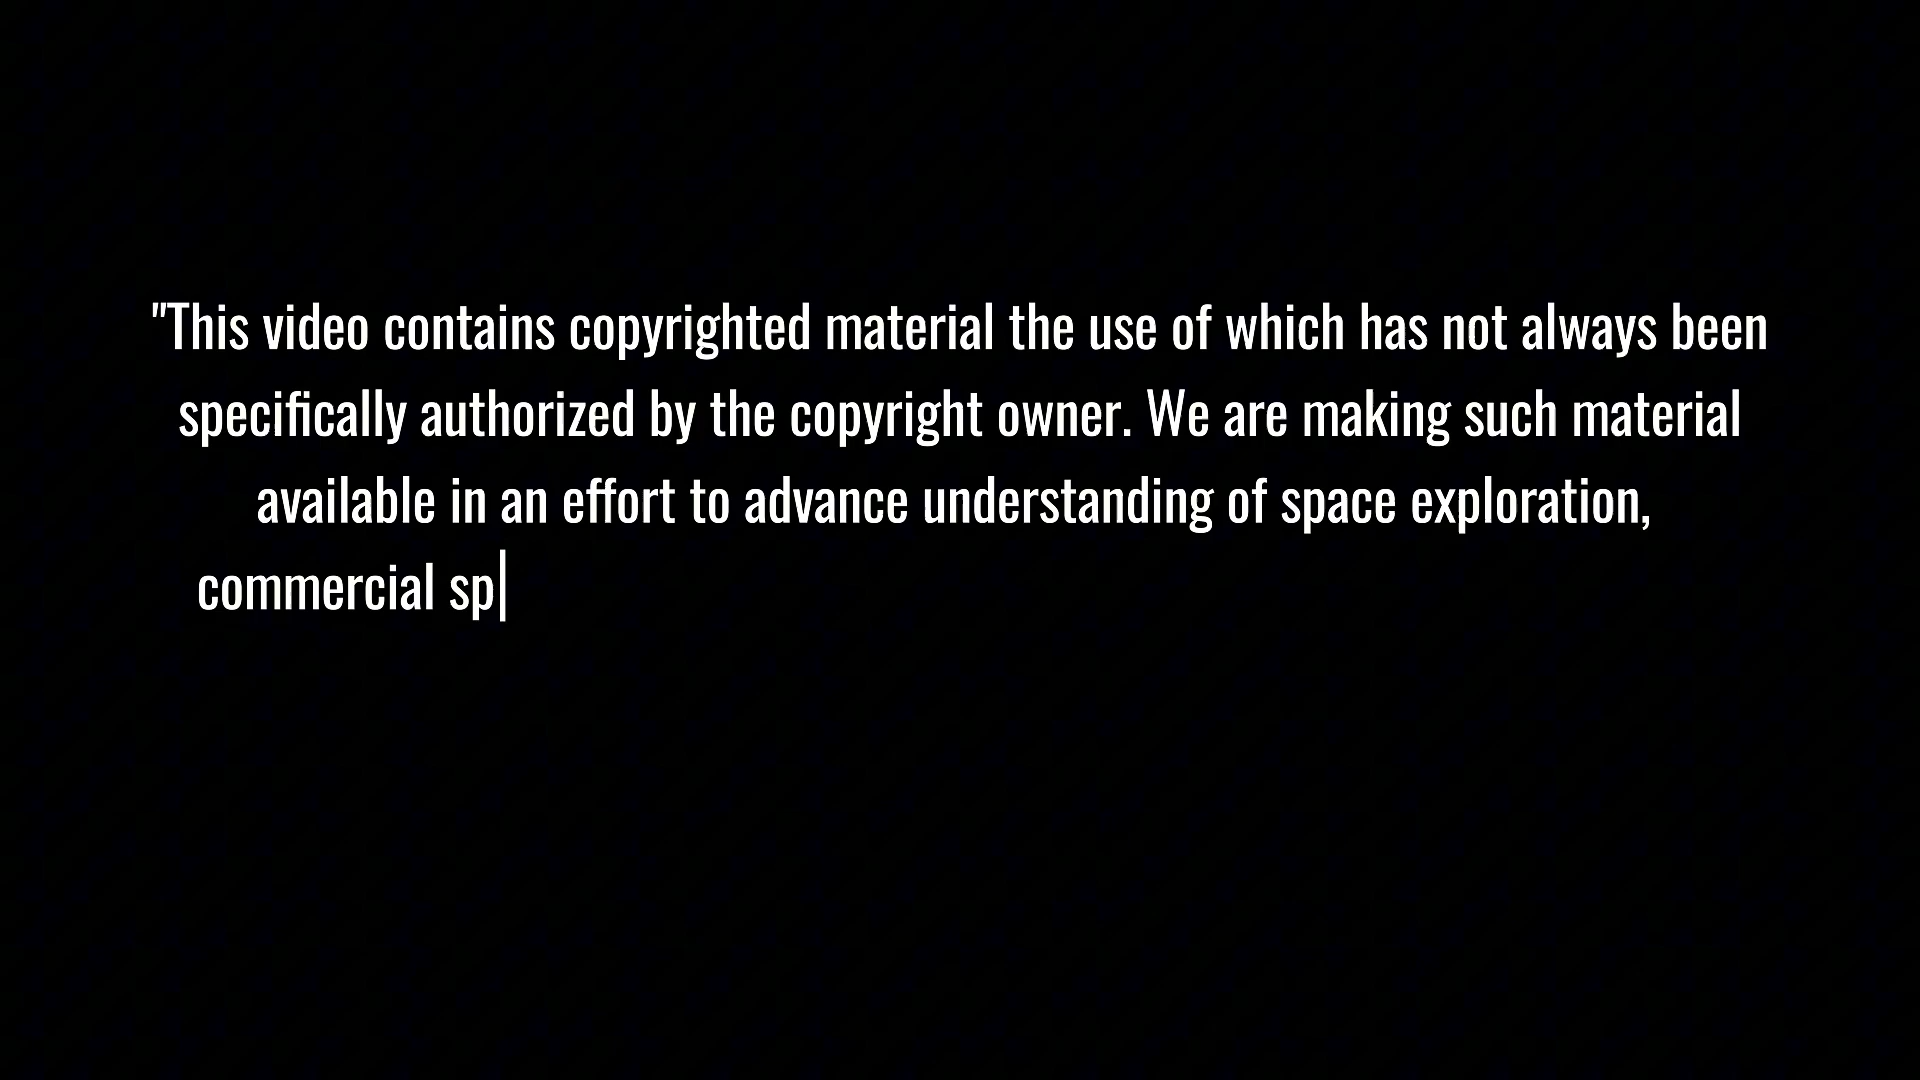 "This video contains copyrighted material the use of which has not always been
specifically authorized by the copyright owner. We are making such material
available in an effort to advance understanding of space exploration,
commercial sp